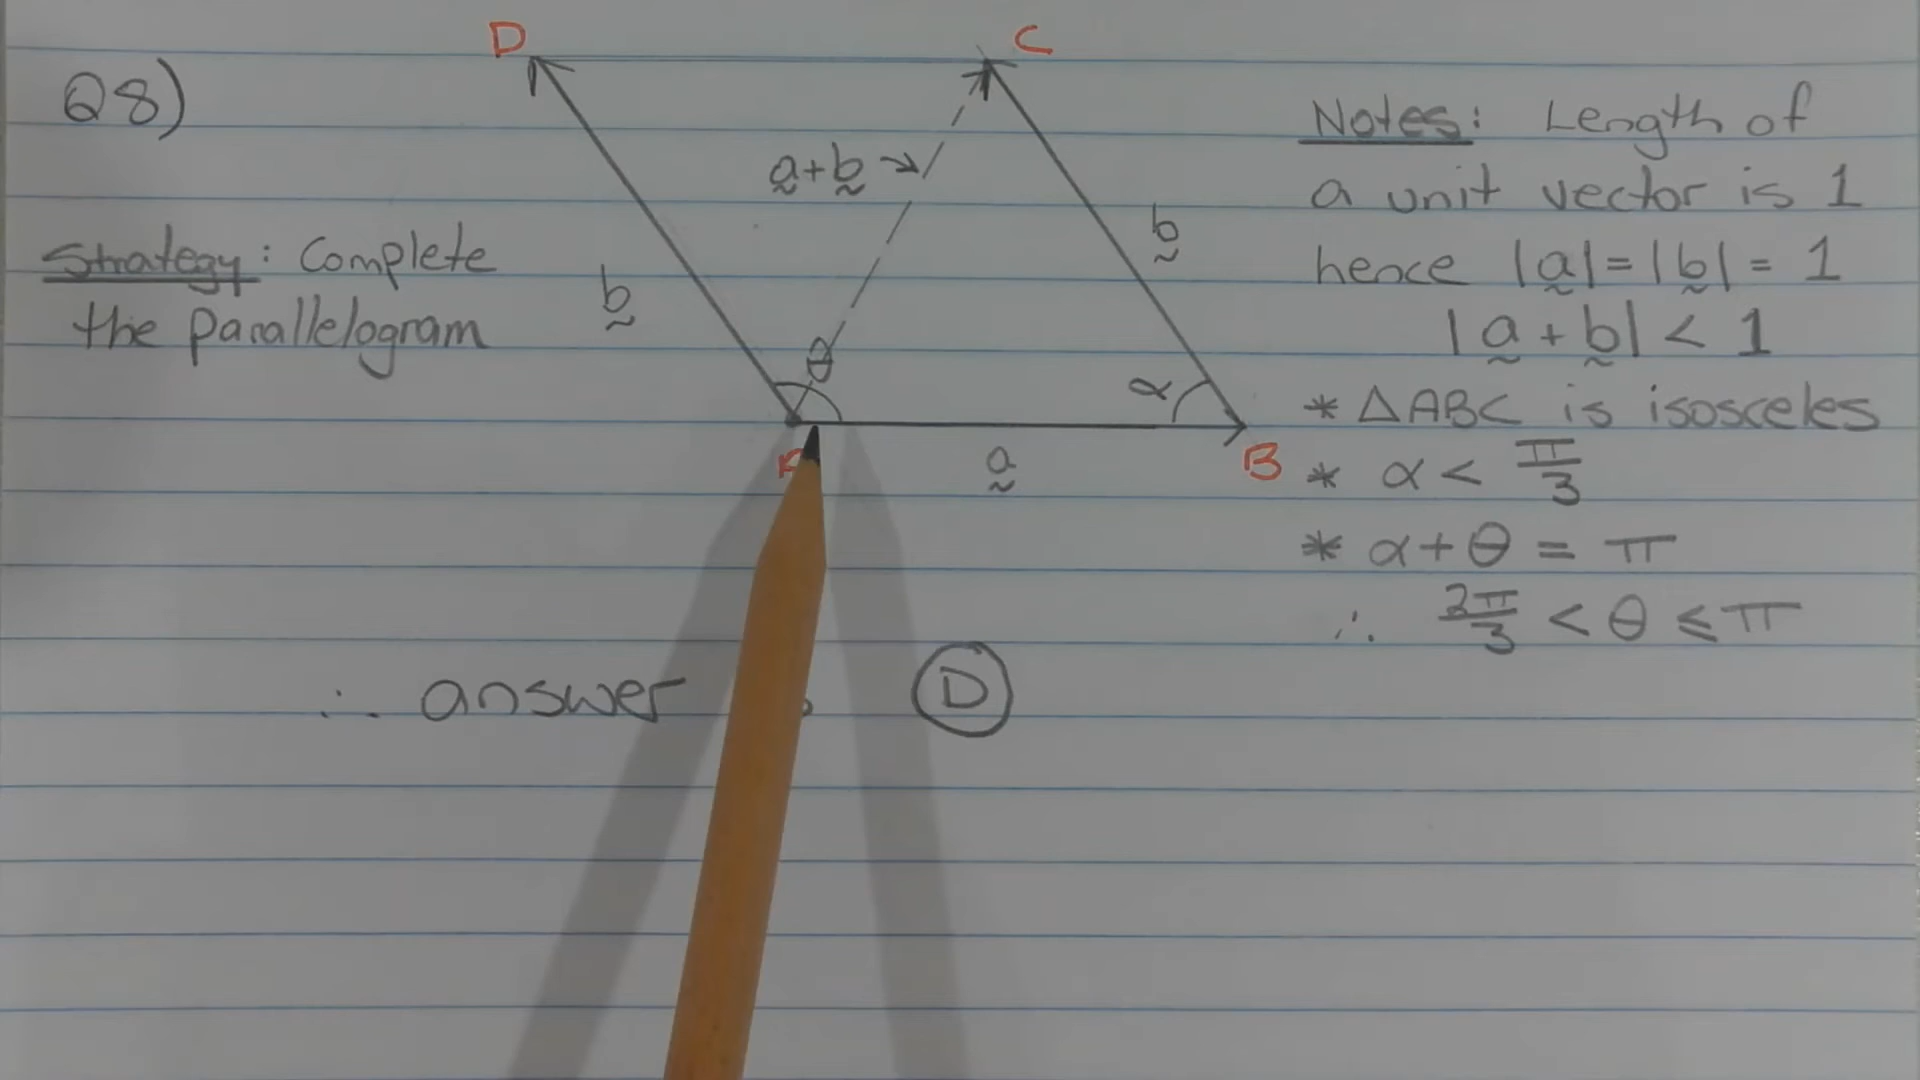 Q8)
Strategy: Complete
the parallelogram
D
C
a+b
b
b
θ
α
a
B
Notes: Length of
a unit vector is 1
hence |a|=|b|= 1
|a + b| < 1
* △ABC is isosceles
* α < π/3
* α+θ = π
∴ 2π/3 < θ ≤ π
∴ answer D